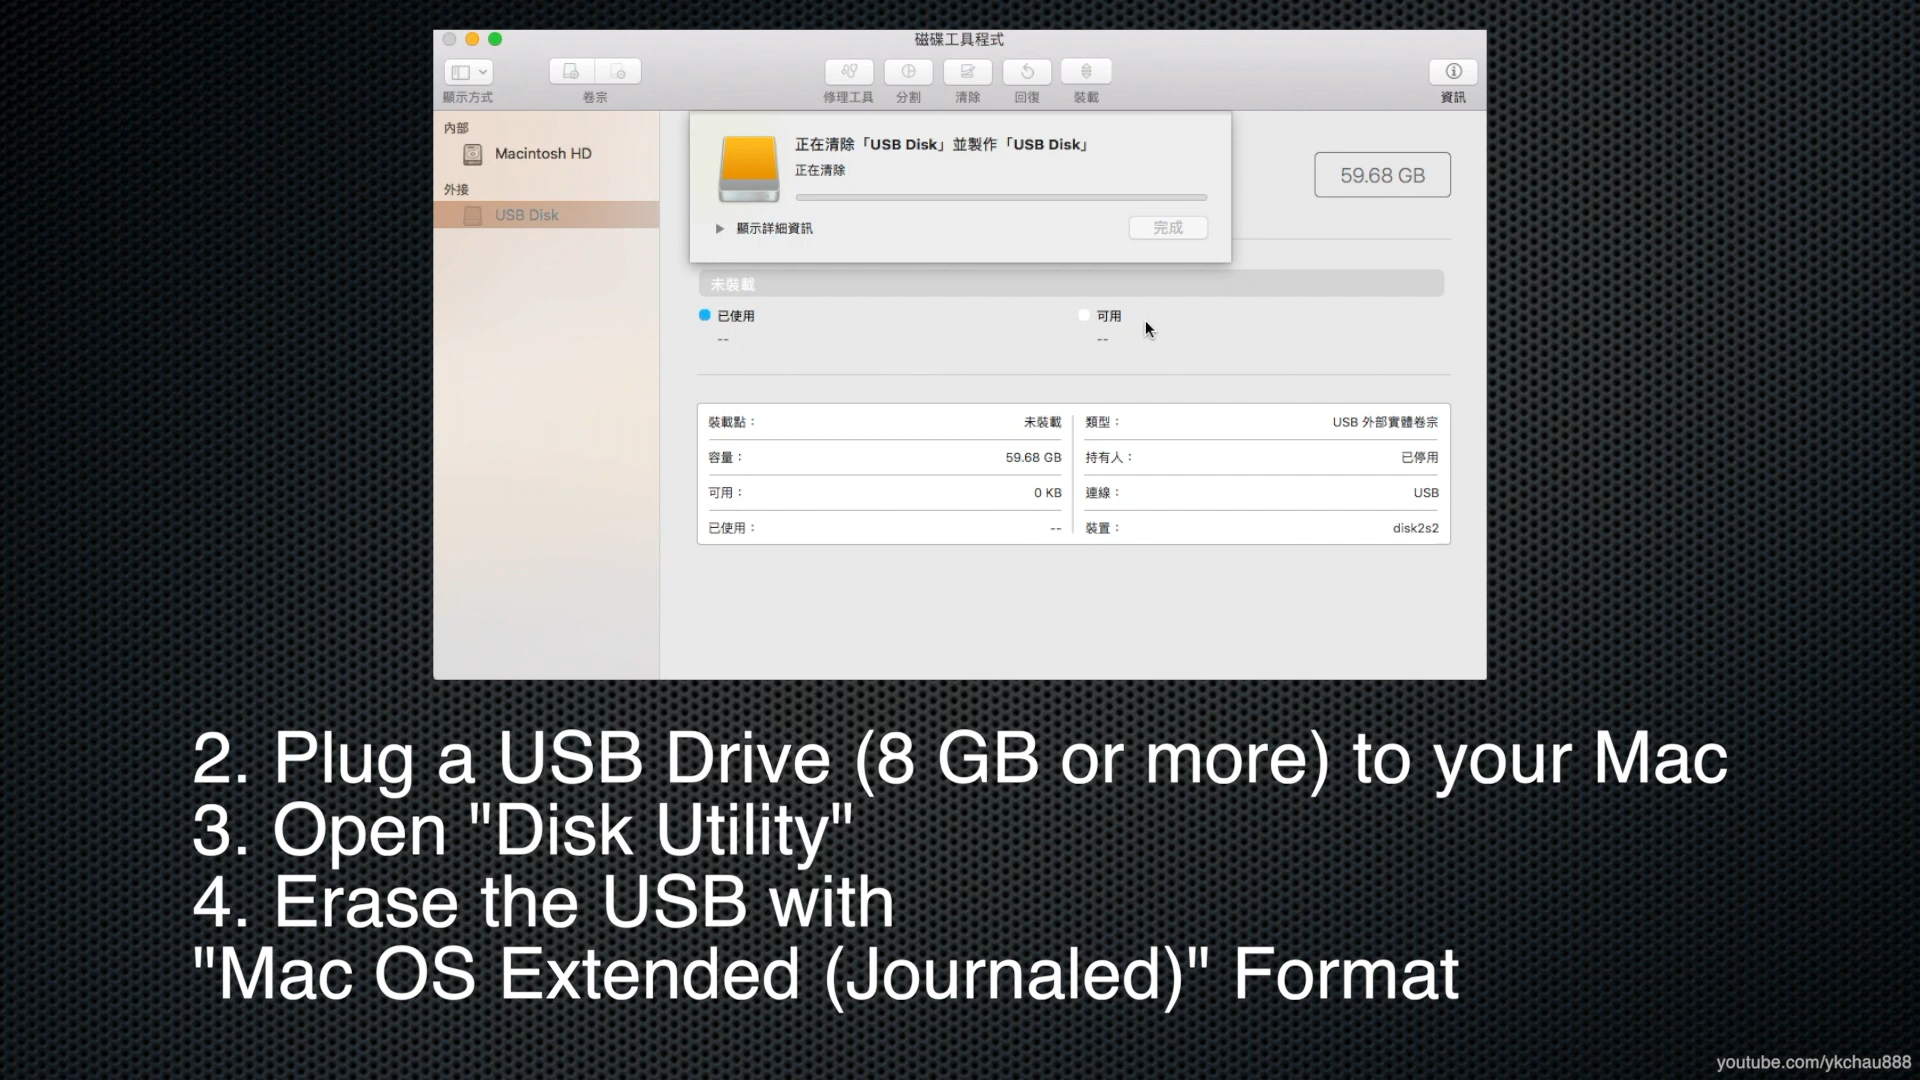 磁碟工具程式
顯示方式
卷宗
修理工具
分割
清除
回復
裝載
資訊
內部
Macintosh HD
外接
USB Disk
正在清除「USB Disk」並製作「USB Disk」
正在清除
顯示詳細資訊
完成
59.68 GB
未裝載
已使用
--
可用
--
裝載點： 未裝載
類型： USB 外部實體卷宗
容量： 59.68 GB
持有人： 已停用
可用： 0 KB
連線： USB
已使用： --
裝置： disk2s2
2. Plug a USB Drive (8 GB or more) to your Mac
3. Open "Disk Utility"
4. Erase the USB with
"Mac OS Extended (Journaled)" Format
youtube.com/ykchau888